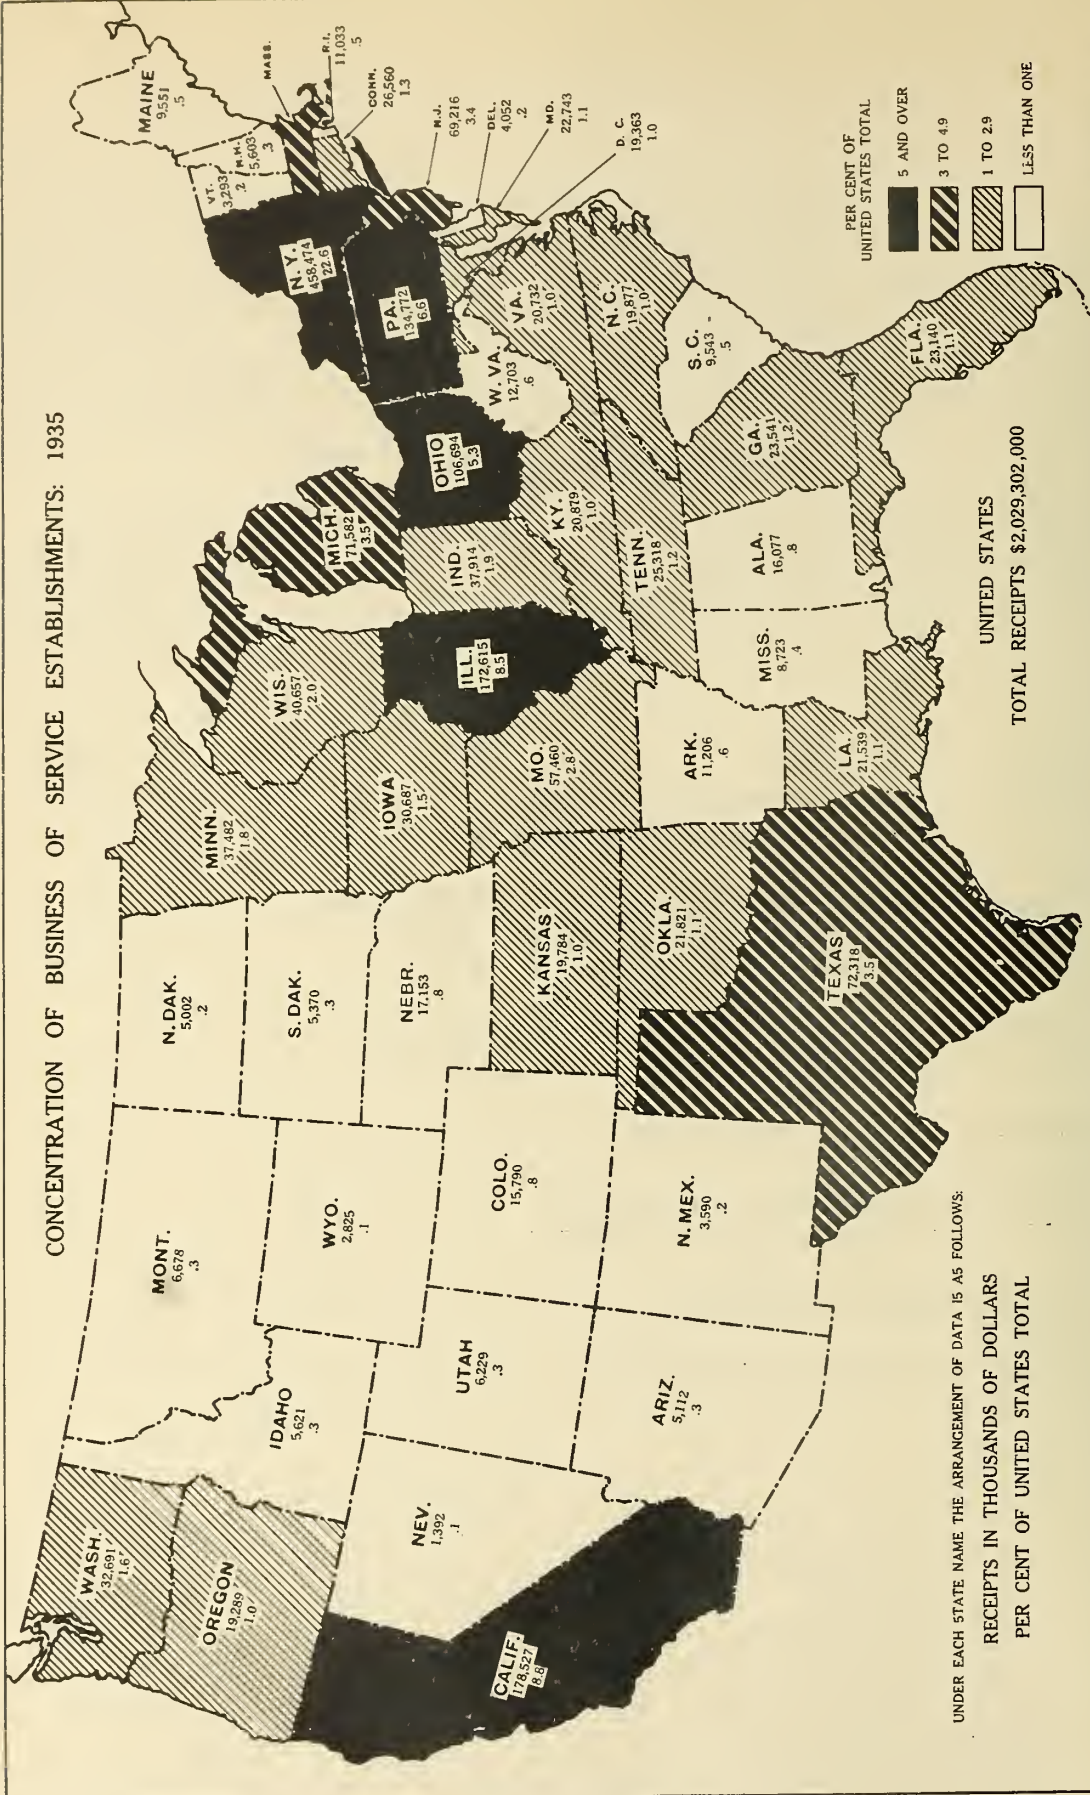 CONCENTRATION OF BUSINESS OF SERVICE ESTABLISHMENTS: 1935
WASH.
32,691
1.6
OREGON
19,289
1.0
CALIF.
178,527
8.8
NEV.
1,392
.1
IDAHO
5,621
.3
MONT.
6,678
.3
WYO.
2,825
.1
UTAH
6,229
.3
ARIZ.
5,112
.3
COLO.
15,790
.8
N. MEX.
3,590
.2
N. DAK.
5,002
.2
S. DAK.
5,370
.3
NEBR.
17,153
.8
KANSAS
19,784
1.0
OKLA.
21,821
1.1
TEXAS
72,318
3.5
MINN.
37,482
1.8
IOWA
30,687
1.5
MO.
57,460
2.8
ARK.
11,206
.6
LA.
21,539
1.1
WIS.
40,657
2.0
ILL.
172,615
8.5
MICH.
71,582
3.5
IND.
37,914
1.9
OHIO
106,694
5.3
KY.
20,879
1.0
TENN.
25,318
1.2
MISS.
8,723
.4
ALA.
16,077
.8
GA.
23,541
1.2
FLA.
23,140
1.1
S. C.
9,543
.5
N. C.
19,877
1.0
VA.
20,732
1.0
W. VA.
12,703
.6
PA.
134,772
6.6
N. Y.
458,474
22.6
VT.
3,293
.2
N.H.
5,603
.3
MAINE
9,551
.5
MASS.
R.I.
11,033
.5
CONN.
26,560
1.3
N.J.
69,216
3.4
DEL.
4,052
.2
MD.
22,743
1.1
D. C.
19,363
1.0
PER CENT OF
UNITED STATES TOTAL
5 AND OVER
3 TO 4.9
1 TO 2.9
LESS THAN ONE
UNITED STATES
TOTAL RECEIPTS $2,029,302,000
UNDER EACH STATE NAME THE ARRANGEMENT OF DATA IS AS FOLLOWS:
RECEIPTS IN THOUSANDS OF DOLLARS
PER CENT OF UNITED STATES TOTAL